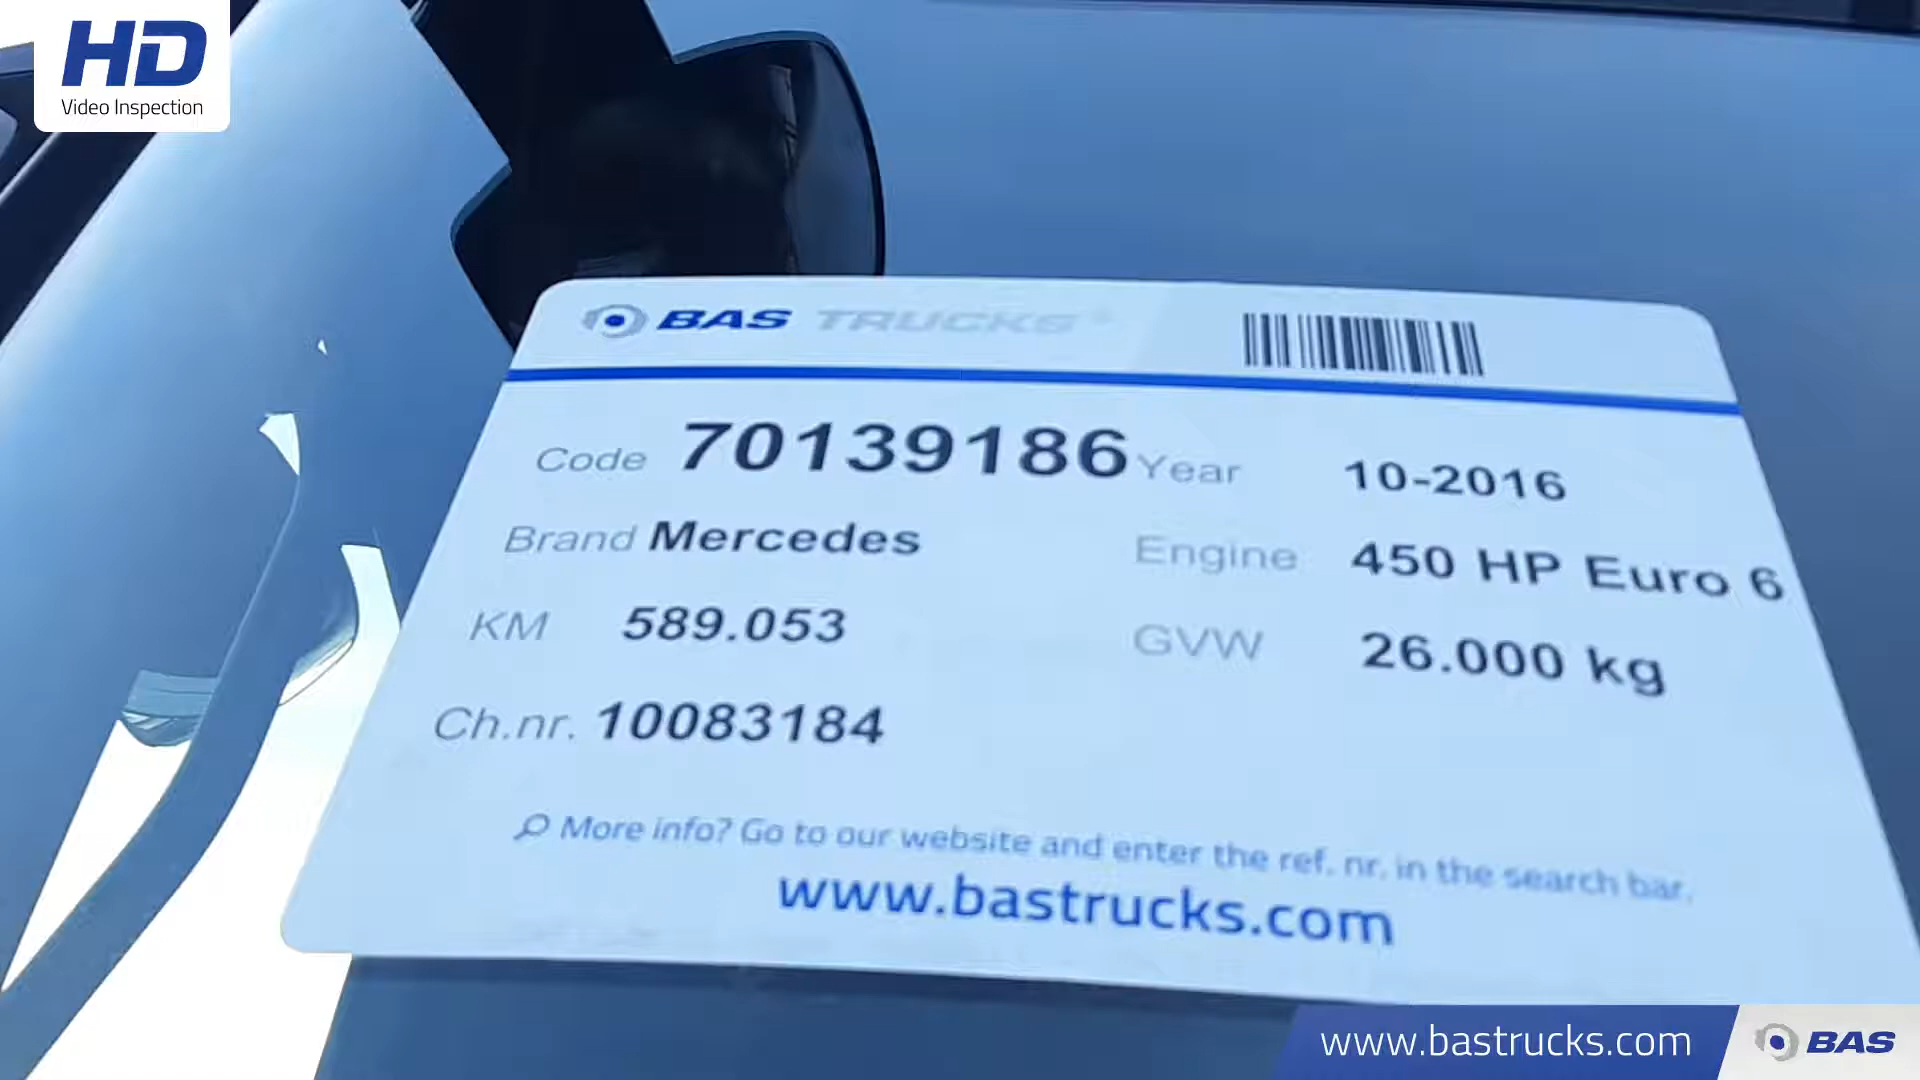 HD
Video Inspection
BAS TRUCKS
Code 70139186 Year 10-2016
Brand Mercedes Engine 450 HP Euro 6
KM 589.053 GVW 26.000 kg
Ch.nr. 10083184
More info? Go to our website and enter the ref. nr. in the search bar.
www.bastrucks.com
www.bastrucks.com BAS